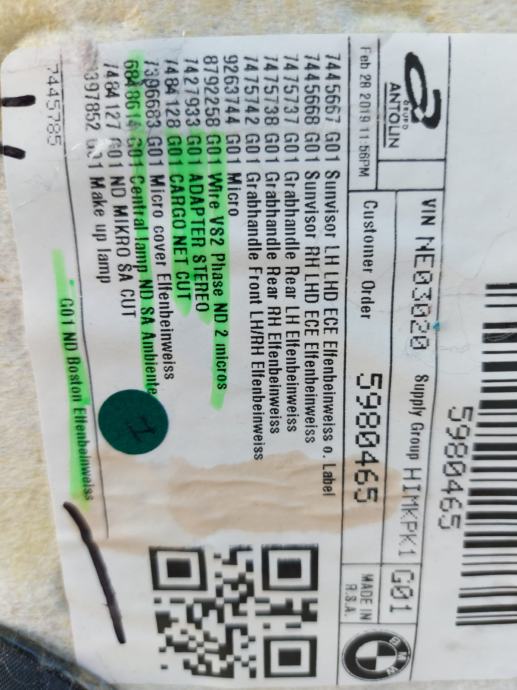 5980465
GRUPO ANTOLIN
VIN NE03020 Supply Group HIMKPK1 G01
Feb 28 2019 11:56PM Customer Order 5980465 MADE IN R.S.A.
BMW
7445667 G01 Sunvisor LH LHD ECE Elfenbeinweiss o. Label
7445668 G01 Sunvisor RH LHD ECE Elfenbeinweiss
7475737 G01 Grabhandle Rear LH Elfenbeinweiss
7475738 G01 Grabhandle Rear RH Elfenbeinweiss
7475742 G01 Grabhandle Front LH/RH Elfenbeinweiss
9263744 G01 Micro
8792258 G01 Wire VS2 Phase ND 2 micros
7427933 G01 ADAPTER STEREO
7484128 G01 CARGO NET CUT
7396683 G01 Micro cover Elfenbeinweiss
6848614 G01 Central lamp ND SA Ambiente
7484127 G01 ND MIKRO SA CUT
397852 G01 Make up lamp
7445785 G01 ND Boston Elfenbeinweiss